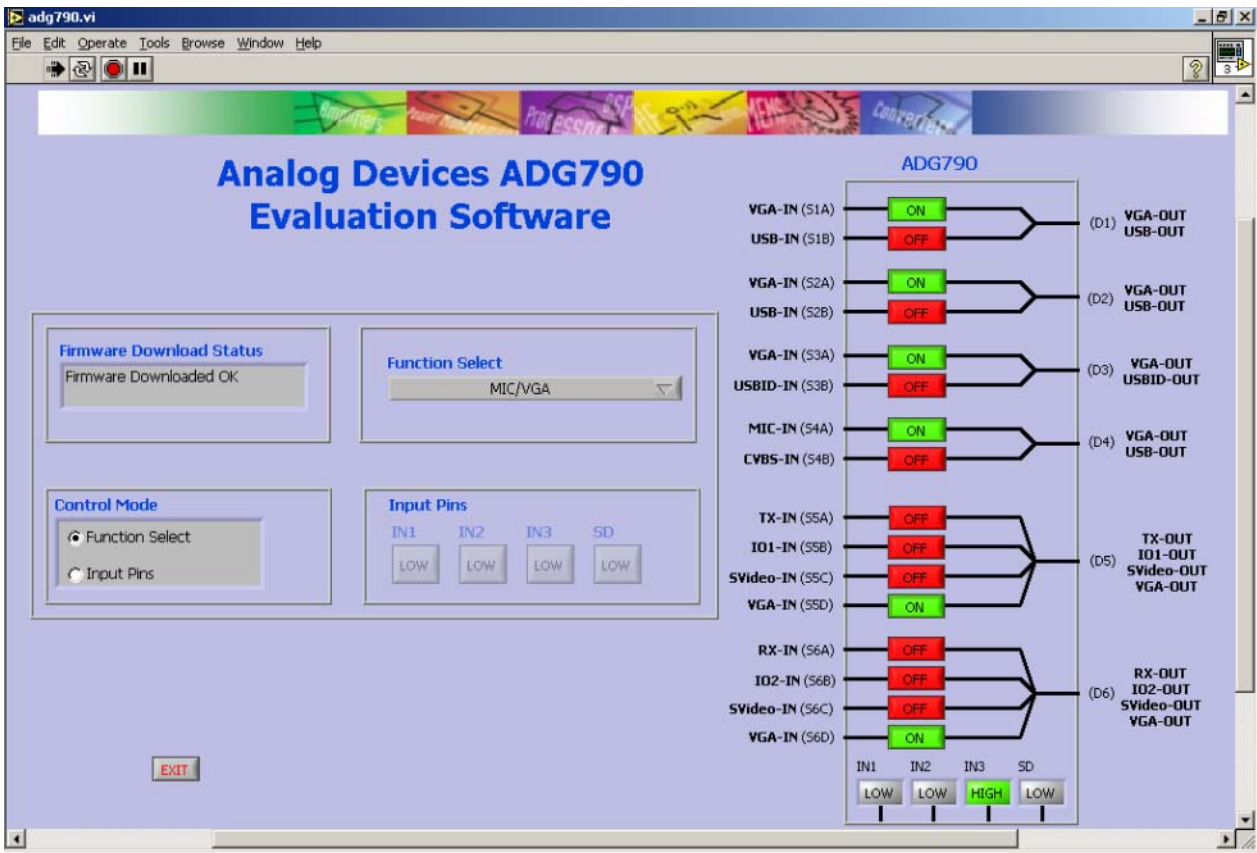 adg790.vi
File Edit Operate Tools Browse Window Help
3
Amplifiers Power Management Processors DSP MEMS Converters
Analog Devices ADG790
Evaluation Software
Firmware Download Status
Firmware Downloaded OK
Function Select
MIC/VGA
Control Mode
Function Select
Input Pins
Input Pins
IN1 IN2 IN3 SD
LOW LOW LOW LOW
EXIT
ADG790
VGA-IN (S1A) ON
USB-IN (S1B) OFF
(D1) VGA-OUT
USB-OUT
VGA-IN (S2A) ON
USB-IN (S2B) OFF
(D2) VGA-OUT
USB-OUT
VGA-IN (S3A) ON
USBID-IN (S3B) OFF
(D3) VGA-OUT
USBID-OUT
MIC-IN (S4A) ON
CVBS-IN (S4B) OFF
(D4) VGA-OUT
USB-OUT
TX-IN (S5A) OFF
IO1-IN (S5B) OFF
SVideo-IN (S5C) OFF
VGA-IN (S5D) ON
(D5)
TX-OUT
IO1-OUT
SVideo-OUT
VGA-OUT
RX-IN (S6A) OFF
IO2-IN (S6B) OFF
SVideo-IN (S6C) OFF
VGA-IN (S6D) ON
(D6)
RX-OUT
IO2-OUT
SVideo-OUT
VGA-OUT
IN1 IN2 IN3 SD
LOW LOW HIGH LOW